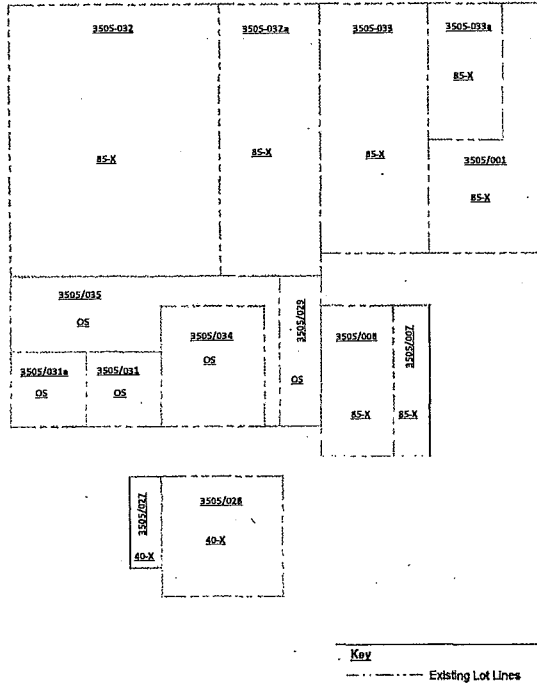 3505-032
3505-032a
3505-033
3505-033a
85-X
85-X
85-X
85-X
3505/001
85-X
3505/035
OS
3505/029
OS
3505/034
OS
3505/031a
OS
3505/031
OS
3505/008
85-X
3505/007
85-X
3505/027
40-X
3505/028
40-X
Key
Existing Lot Lines